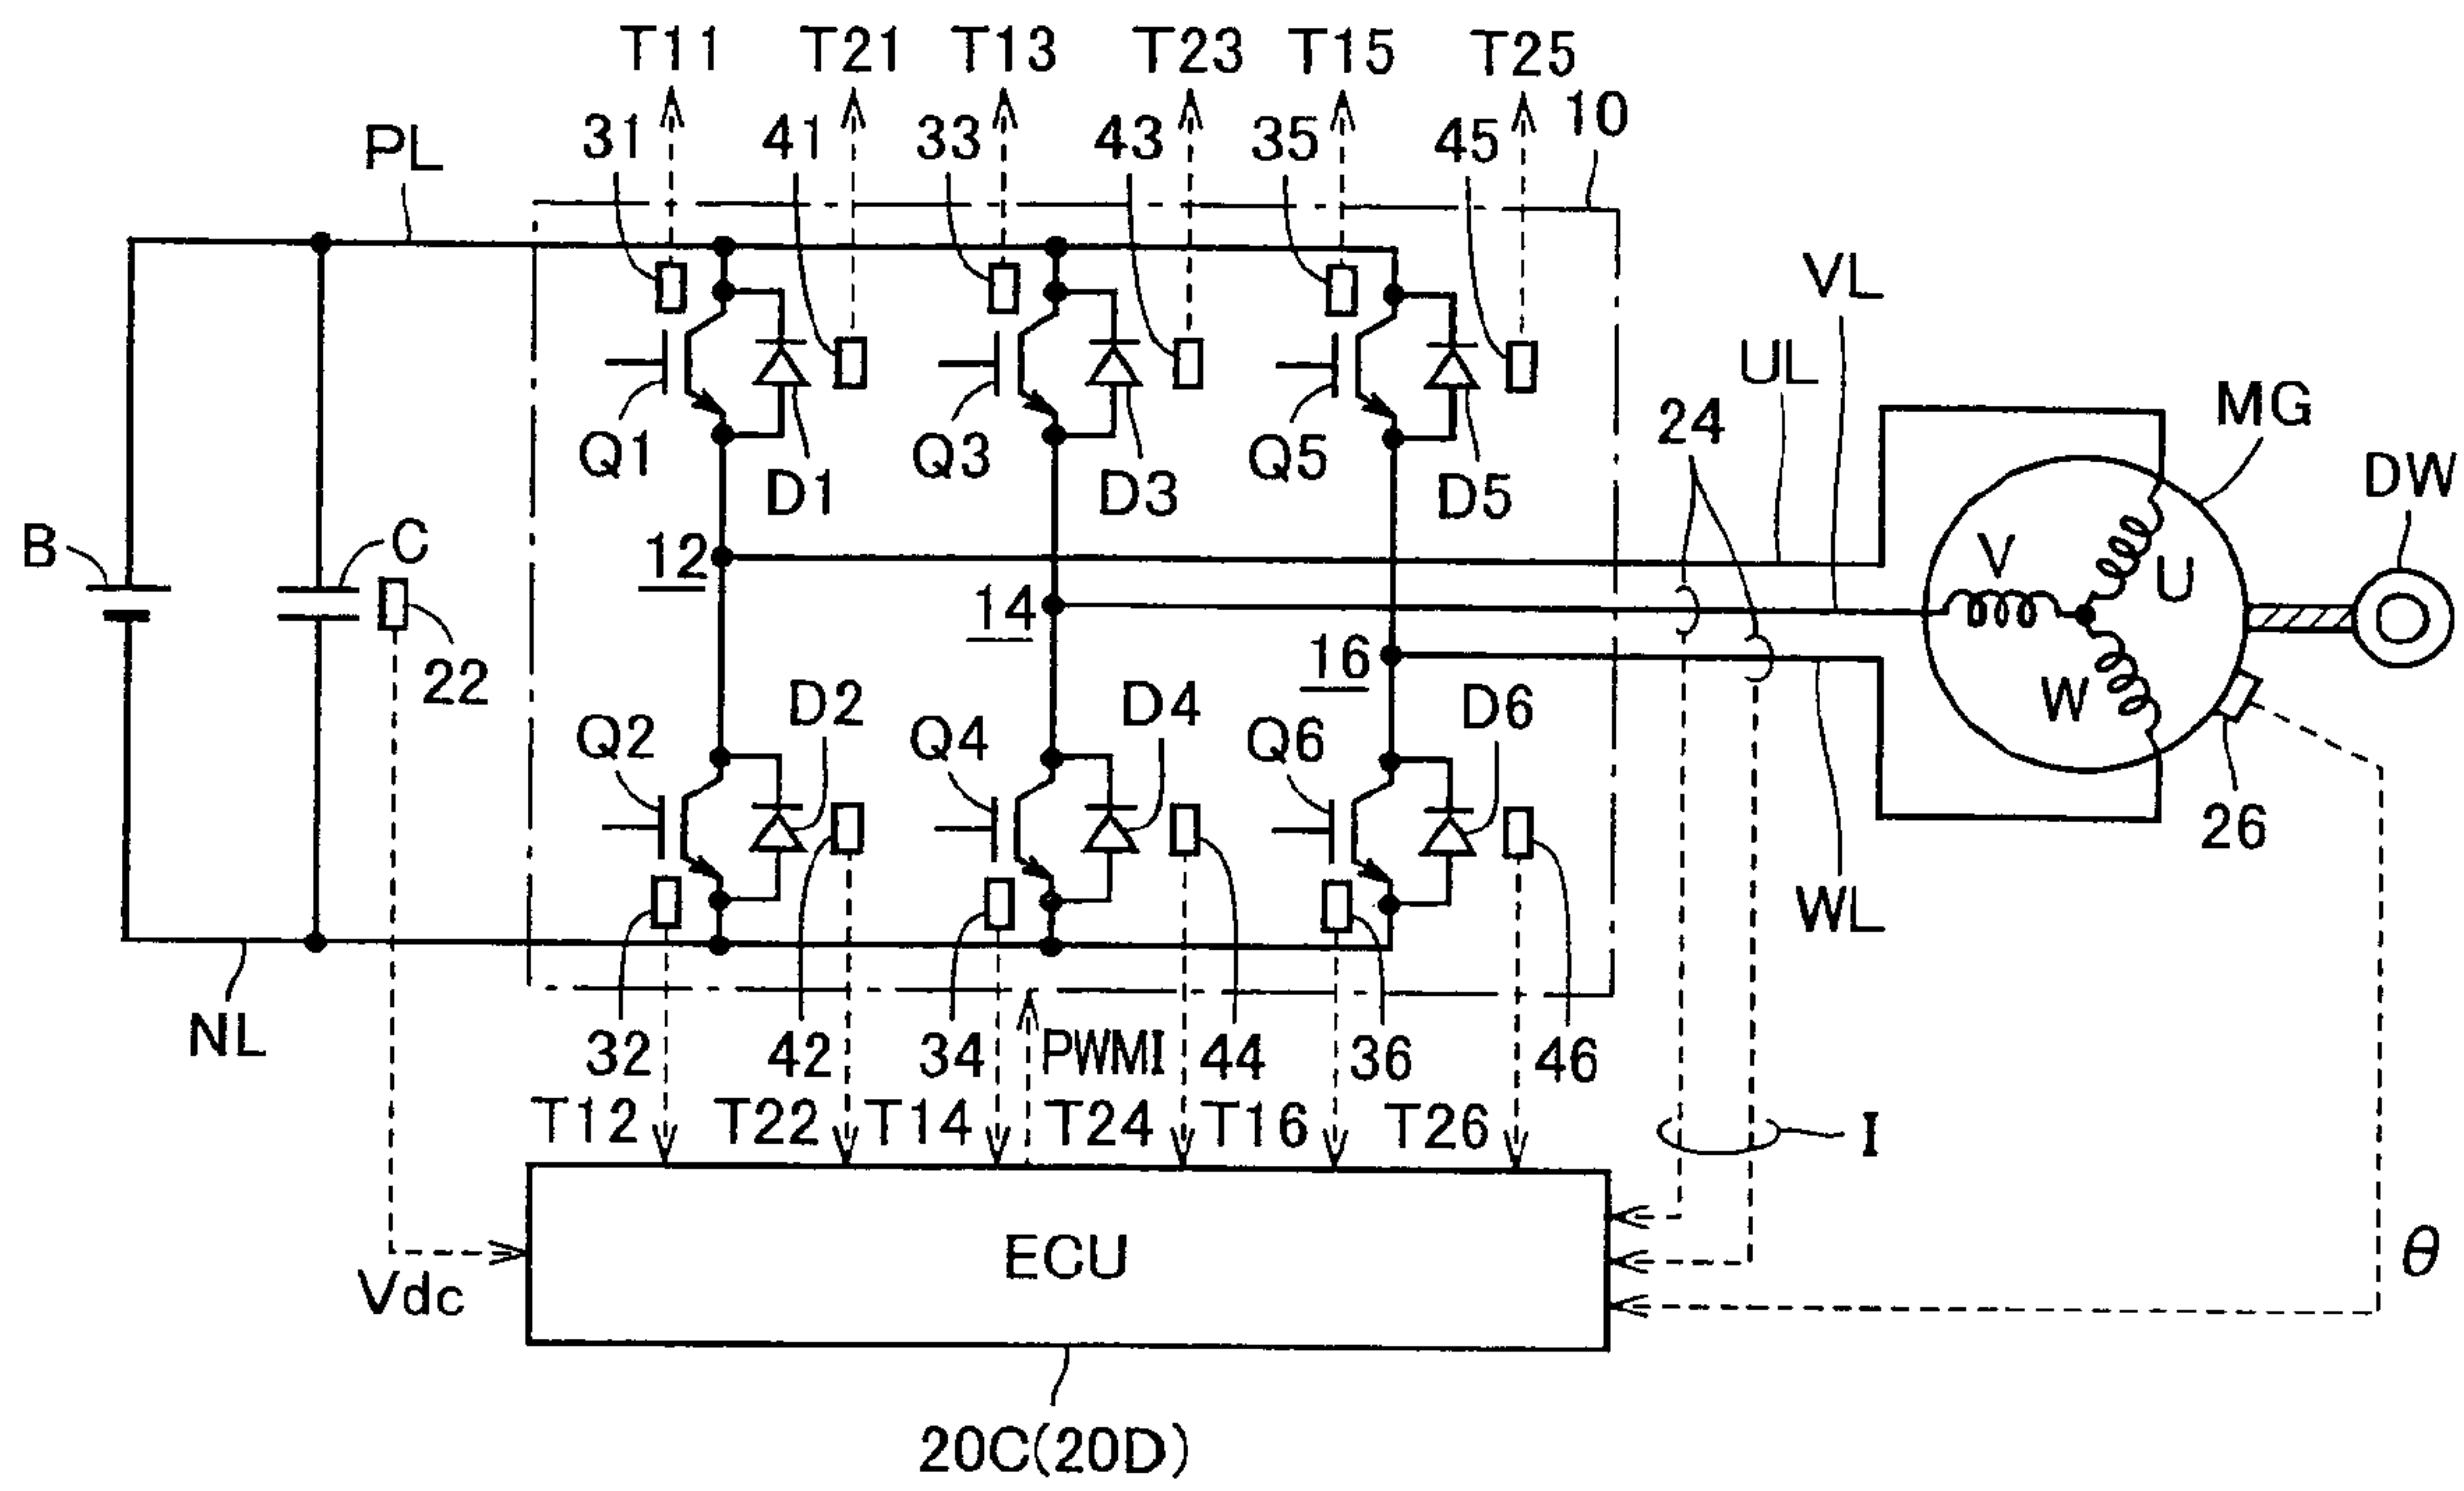 T11 T21 T13 T23 T15 T25
31 41 33 43 35 45 10
PL
VL
UL
MG
24
DW
Q1 Q3 Q5
D1 D3 D5
B C
12
V
U
14
22
16
W
D2 D4 D6
Q2 Q4 Q6
26
WL
NL
32 42 34 PWMI 44 36 46
T12 T22 T14 T24 T16 T26
I
ECU
θ
Vdc
20C(20D)